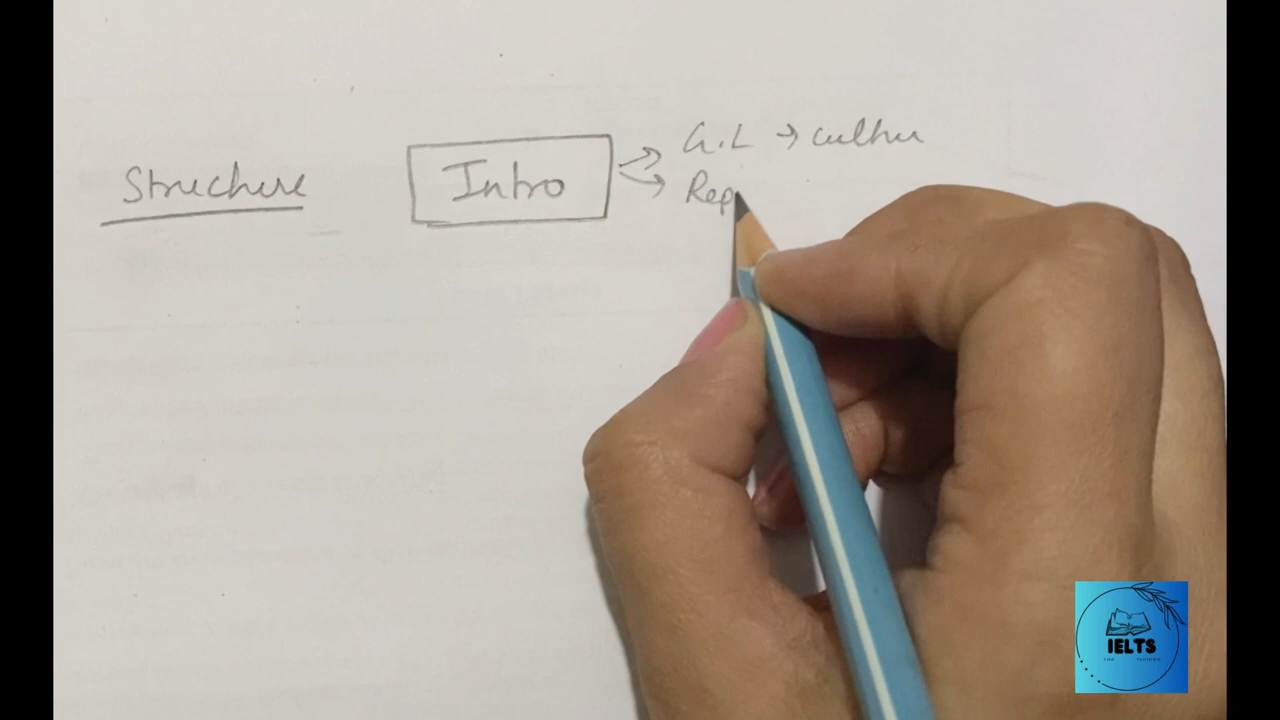 G.L → culture
Structure Intro
Rep
IELTS